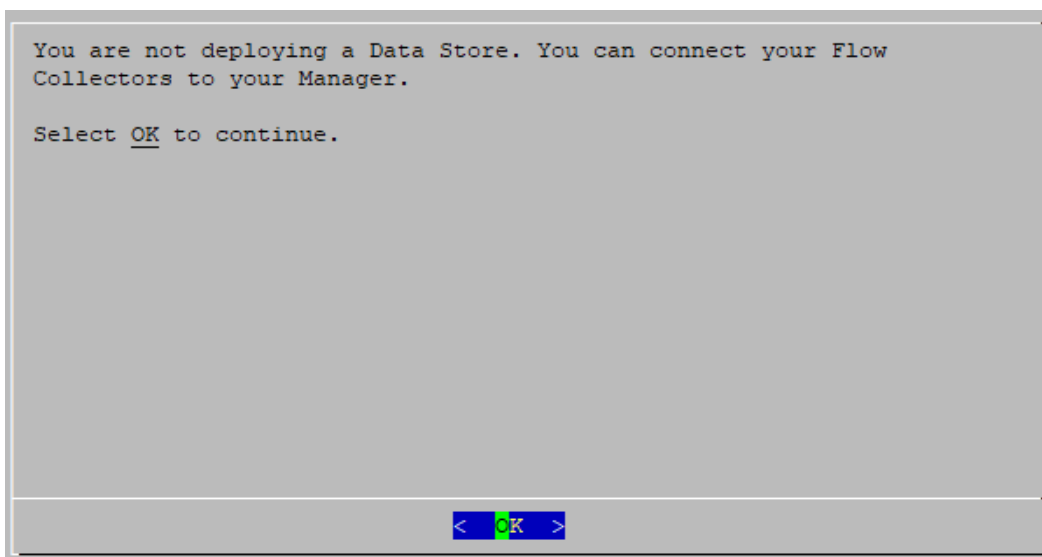 You are not deploying a Data Store. You can connect your Flow
Collectors to your Manager.
Select OK to continue.
< OK >